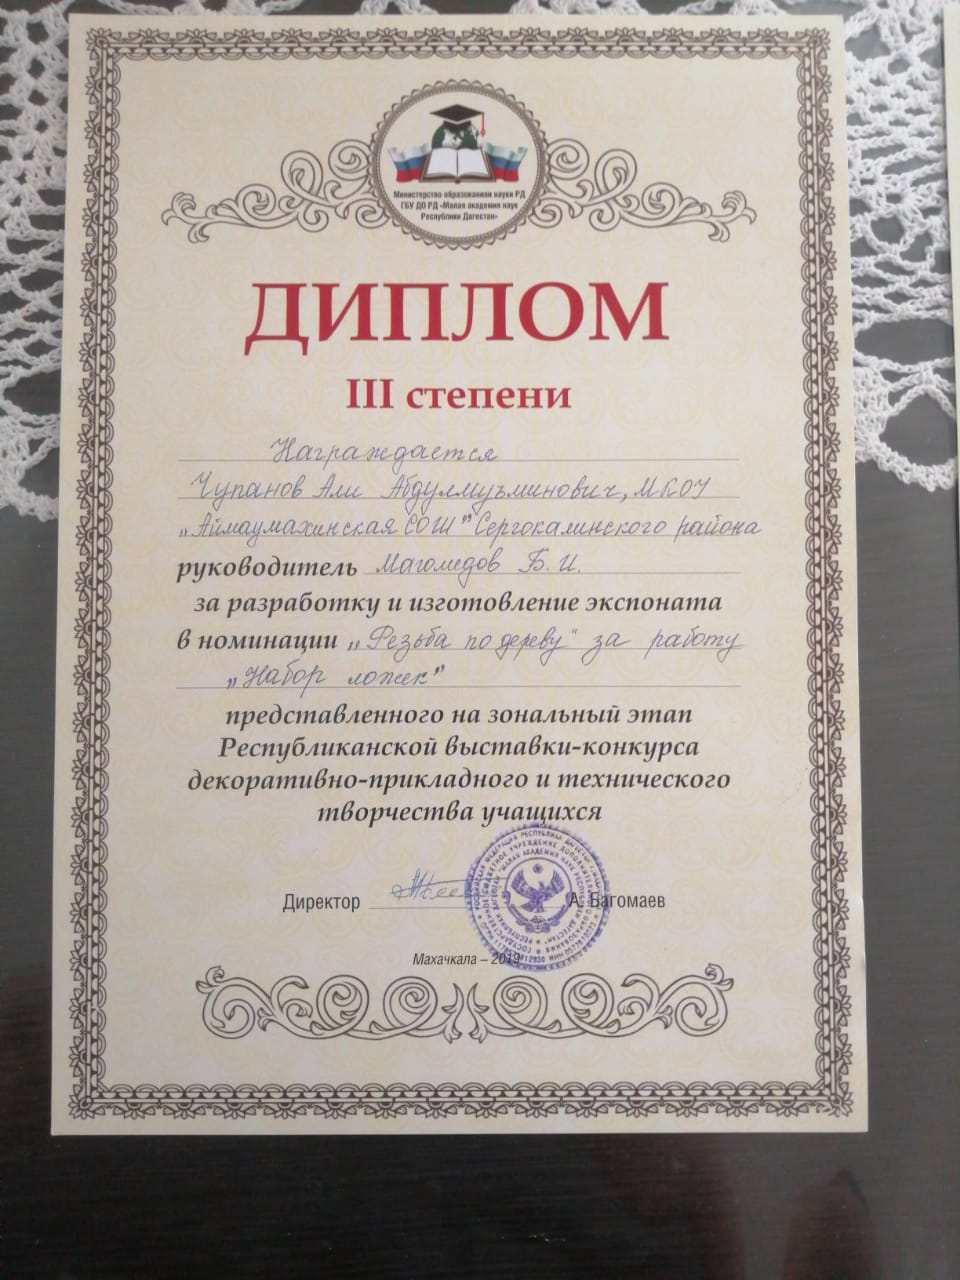 Министерство образования и науки РД
ГБУ ДО РД «Малая академия наук
Республики Дагестан»
ДИПЛОМ
III степени
Награждается
Чупанов Али Абдулмуъминович, МКОУ
„Аймаумахинская СОШ” Сергокалинского района
руководитель Магомедов Б. И.
за разработку и изготовление экспоната
в номинации „Резьба по дереву" за работу
„Набор ложек”
представленного на зональный этап
Республиканской выставки-конкурса
декоративно-прикладного и технического
творчества учащихся
Директор А. Багомаев
Махачкала – 2019